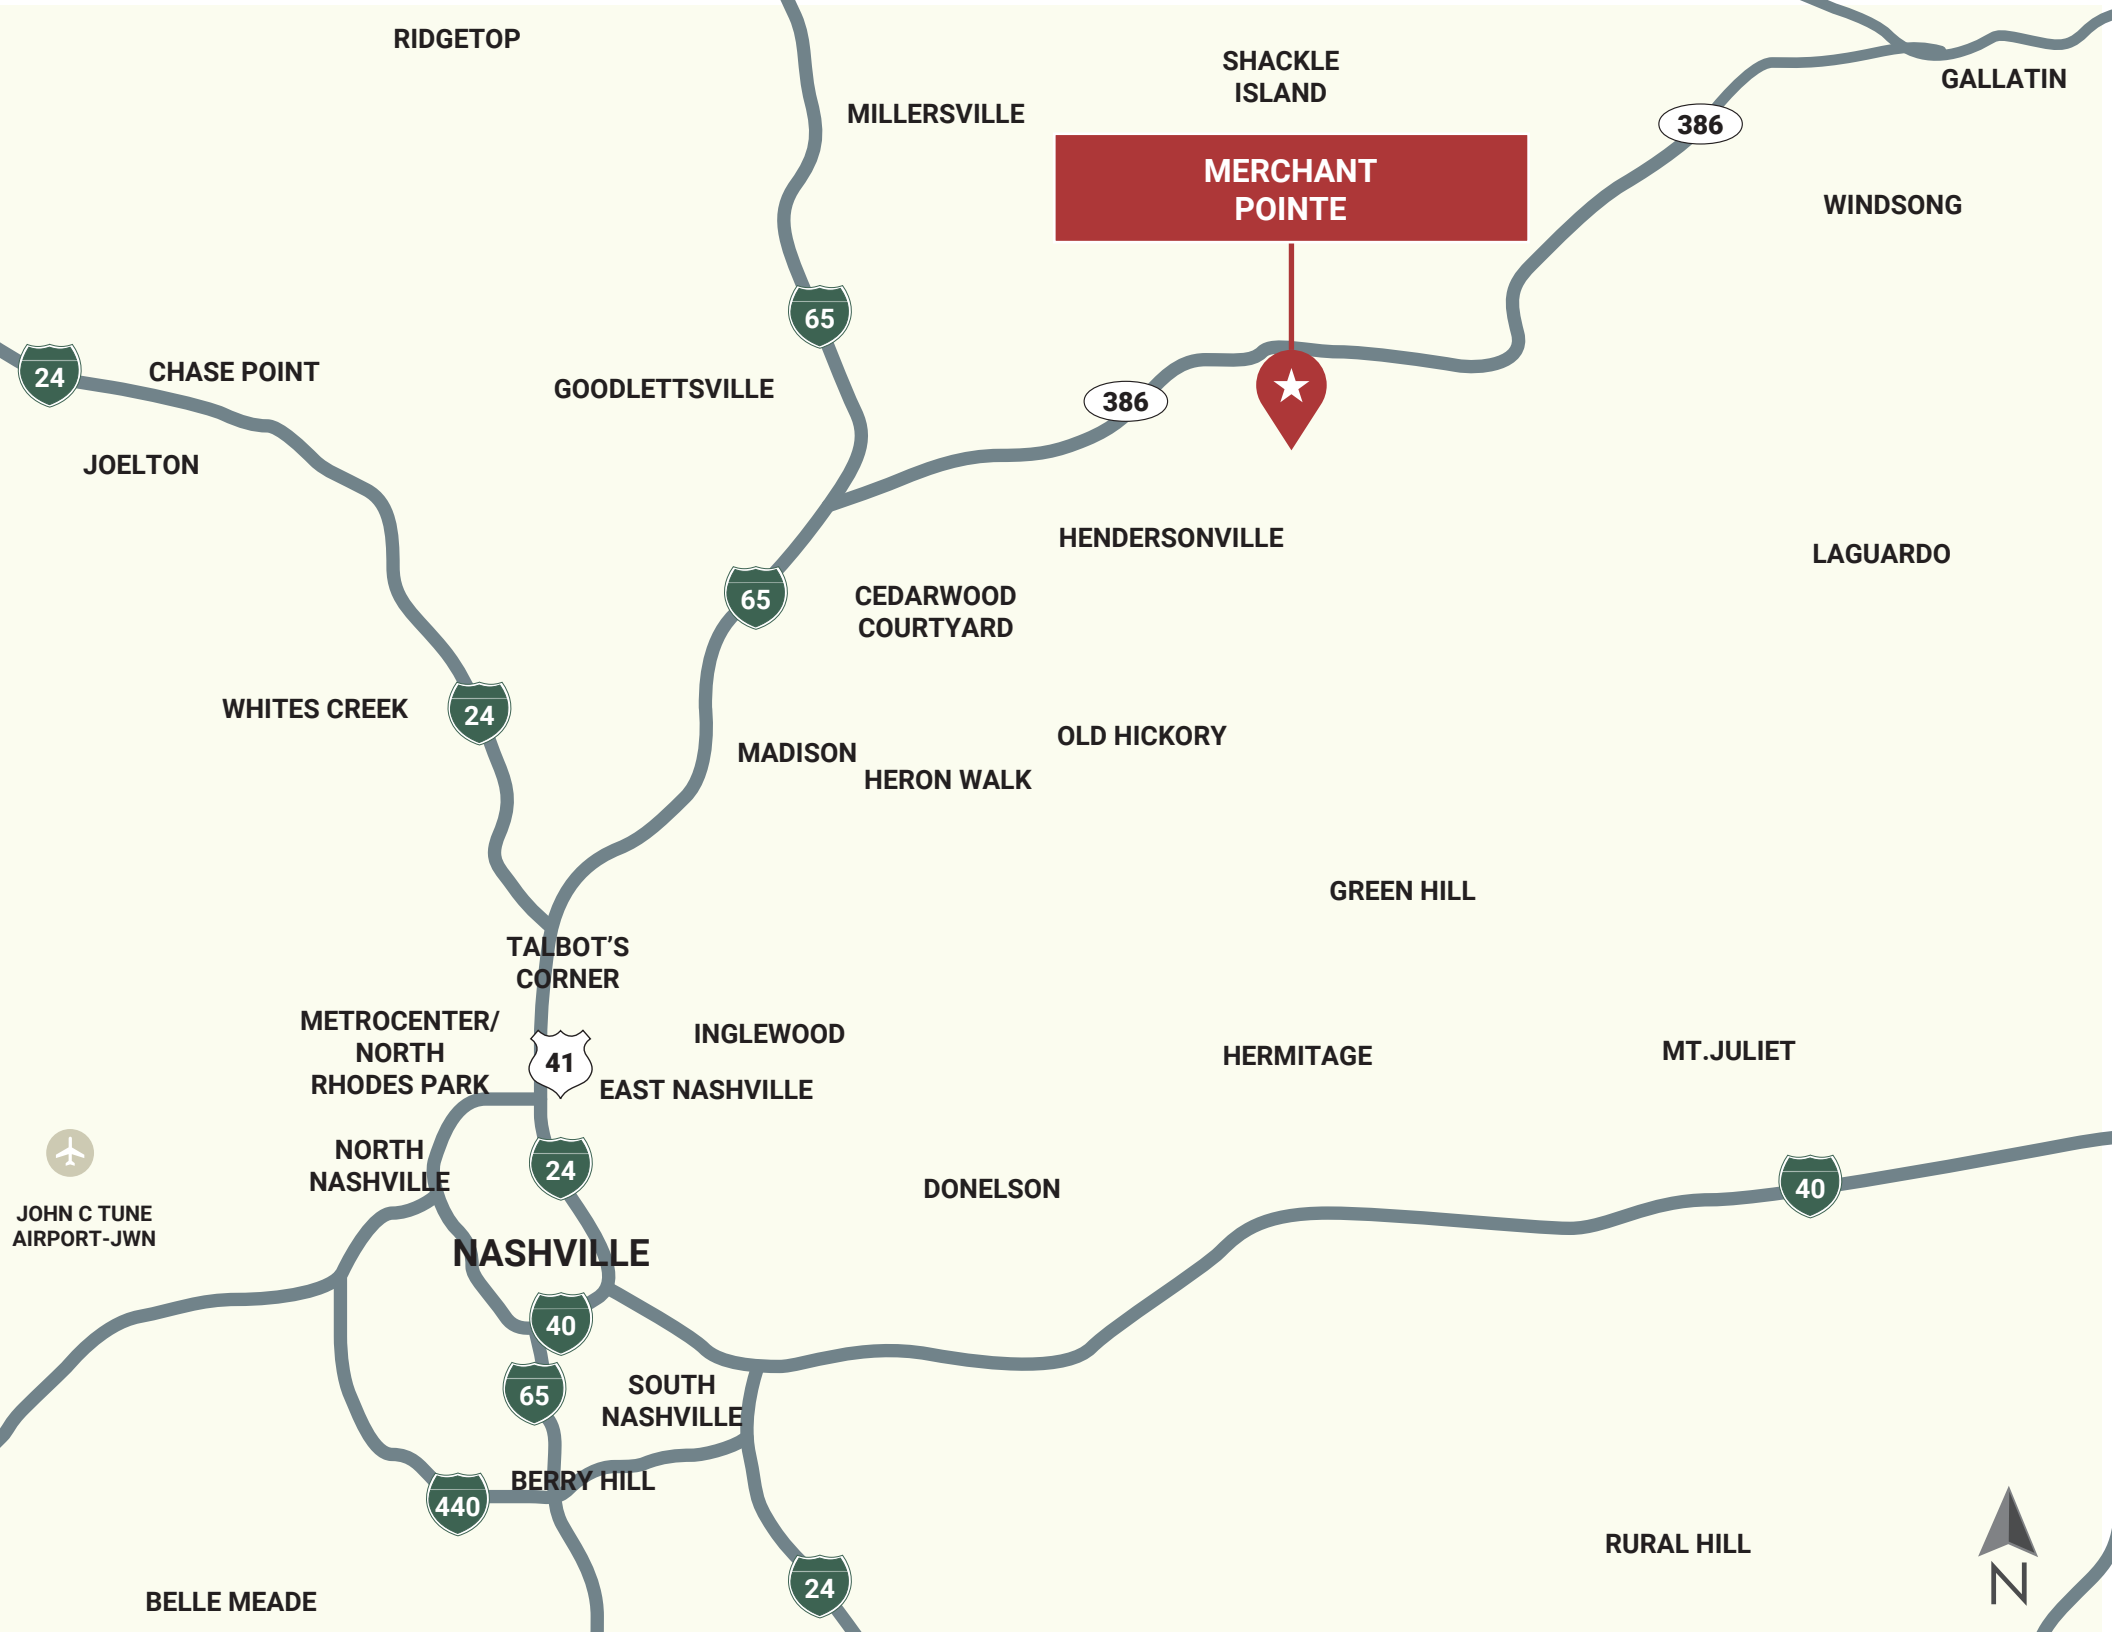 RIDGETOP
SHACKLE
ISLAND
GALLATIN
MILLERSVILLE
386
MERCHANT
POINTE
WINDSONG
65
24
CHASE POINT
GOODLETTSVILLE
386
JOELTON
HENDERSONVILLE
LAGUARDO
65
CEDARWOOD
COURTYARD
WHITES CREEK
24
OLD HICKORY
MADISON
HERON WALK
GREEN HILL
TALBOT’S
CORNER
METROCENTER/
NORTH
RHODES PARK
INGLEWOOD
41
EAST NASHVILLE
HERMITAGE
MT.JULIET
NORTH
NASHVILLE
24
DONELSON
40
JOHN C TUNE
AIRPORT-JWN
NASHVILLE
40
65
SOUTH
NASHVILLE
BERRY HILL
440
RURAL HILL
24
BELLE MEADE
N